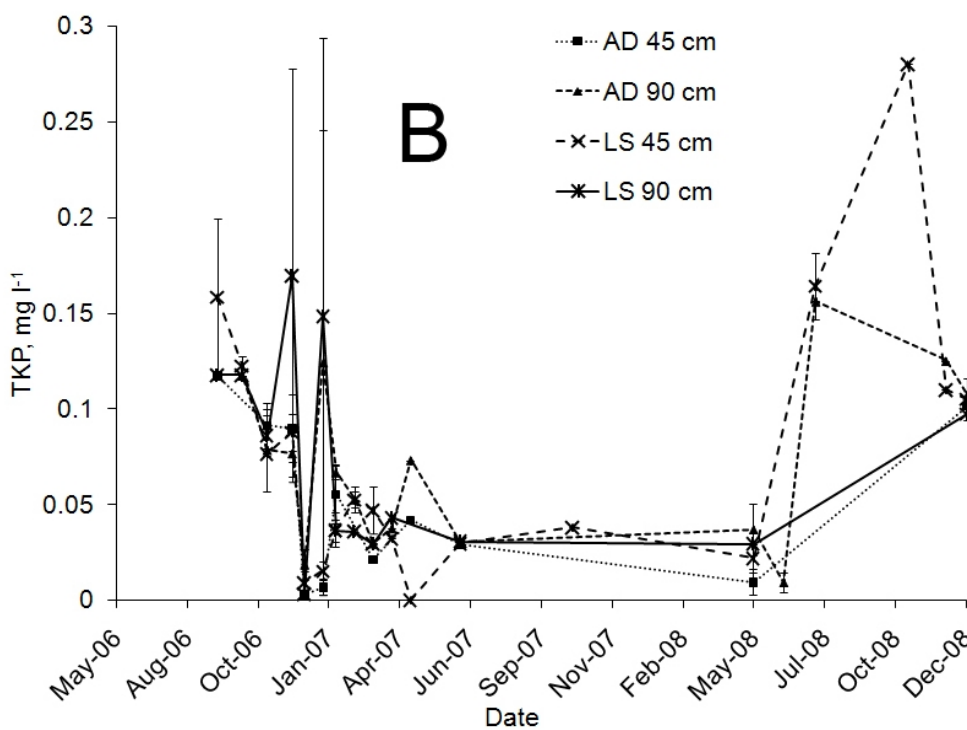 0.3
0.25
0.2
0.15
0.1
0.05
0
TKP, mg l⁻¹
B
AD 45 cm
AD 90 cm
LS 45 cm
LS 90 cm
May-06
Aug-06
Oct-06
Jan-07
Apr-07
Jun-07
Sep-07
Nov-07
Feb-08
May-08
Jul-08
Oct-08
Dec-08
Date